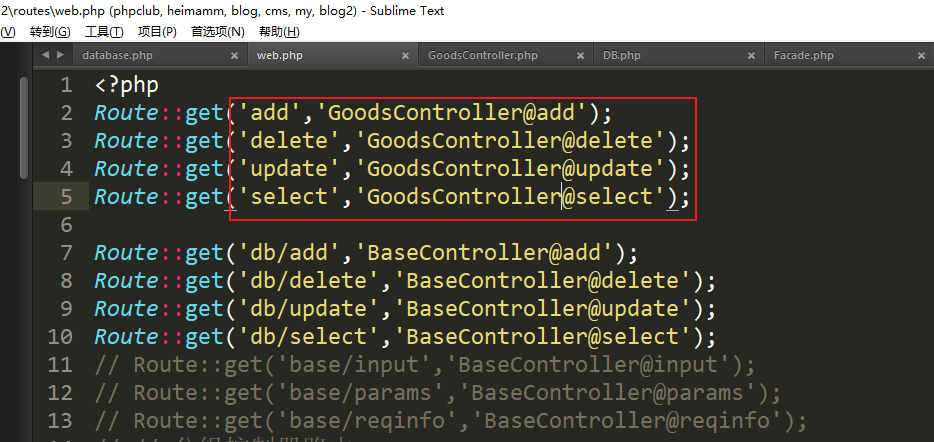 2\routes\web.php (phpclub, heimamm, blog, cms, my, blog2) - Sublime Text
(V) 转到(G) 工具(T) 项目(P) 首选项(N) 帮助(H)
database.php × web.php × GoodsController.php × DB.php × Facade.php ×
1 <?php
2 Route::get('add','GoodsController@add');
3 Route::get('delete','GoodsController@delete');
4 Route::get('update','GoodsController@update');
5 Route::get('select','GoodsController@select');
6
7 Route::get('db/add','BaseController@add');
8 Route::get('db/delete','BaseController@delete');
9 Route::get('db/update','BaseController@update');
10 Route::get('db/select','BaseController@select');
11 // Route::get('base/input','BaseController@input');
12 // Route::get('base/params','BaseController@params');
13 // Route::get('base/reqinfo','BaseController@reqinfo');